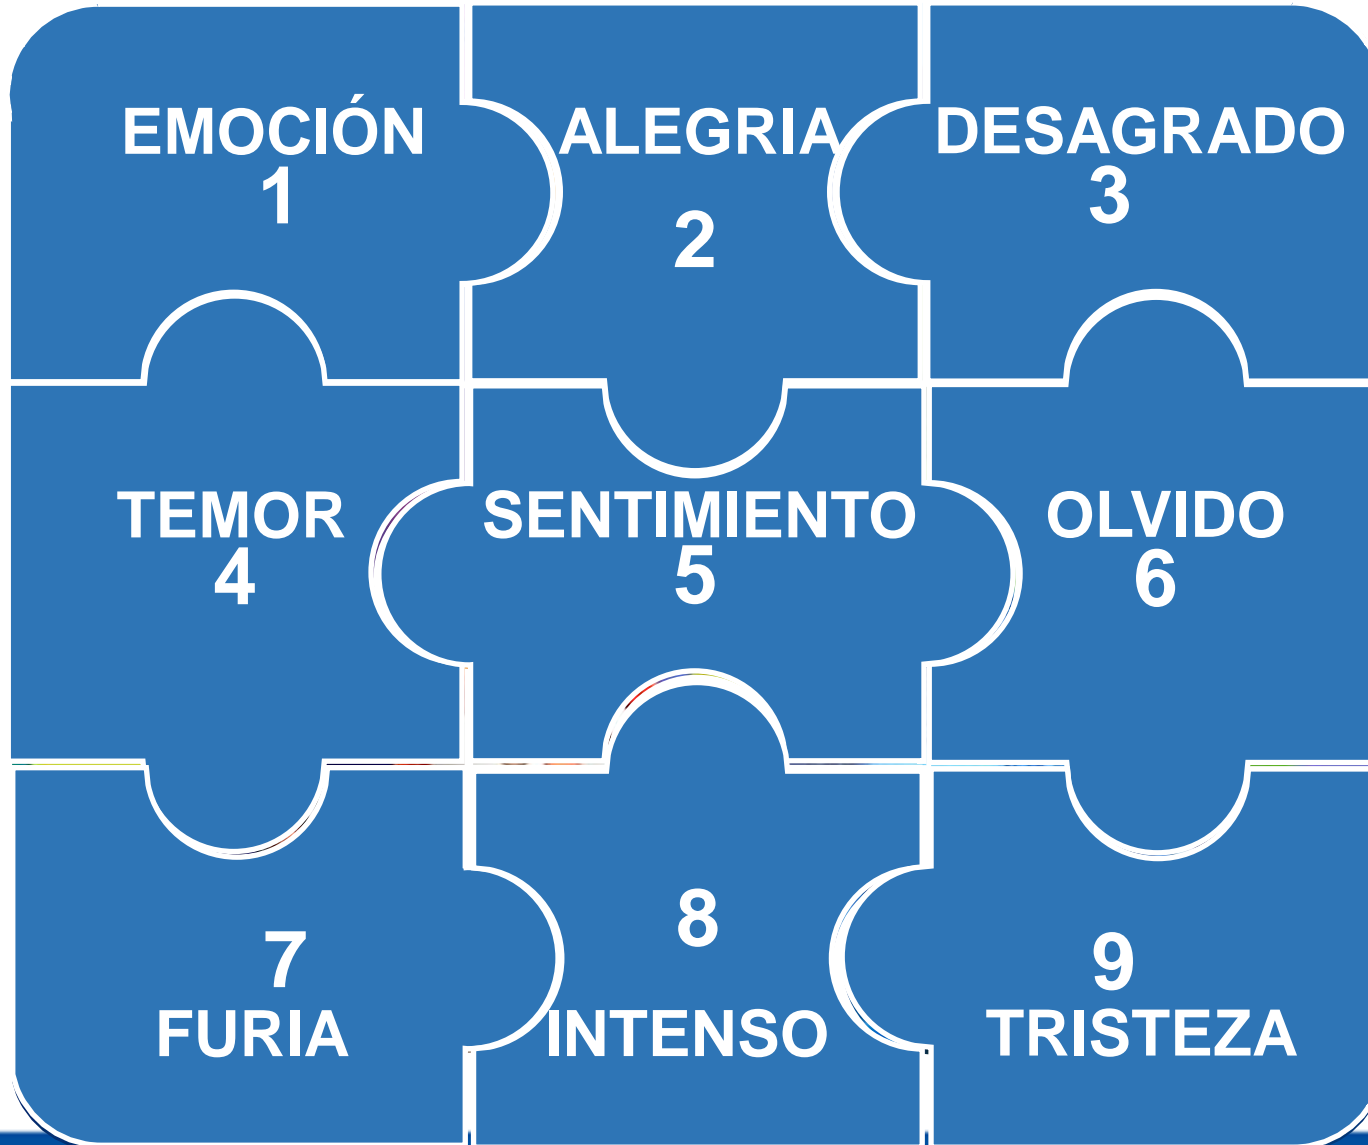 EMOCIÓN
1
ALEGRIA
2
DESAGRADO
3
TEMOR
4
SENTIMIENTO
5
OLVIDO
6
7
FURIA
8
INTENSO
9
TRISTEZA